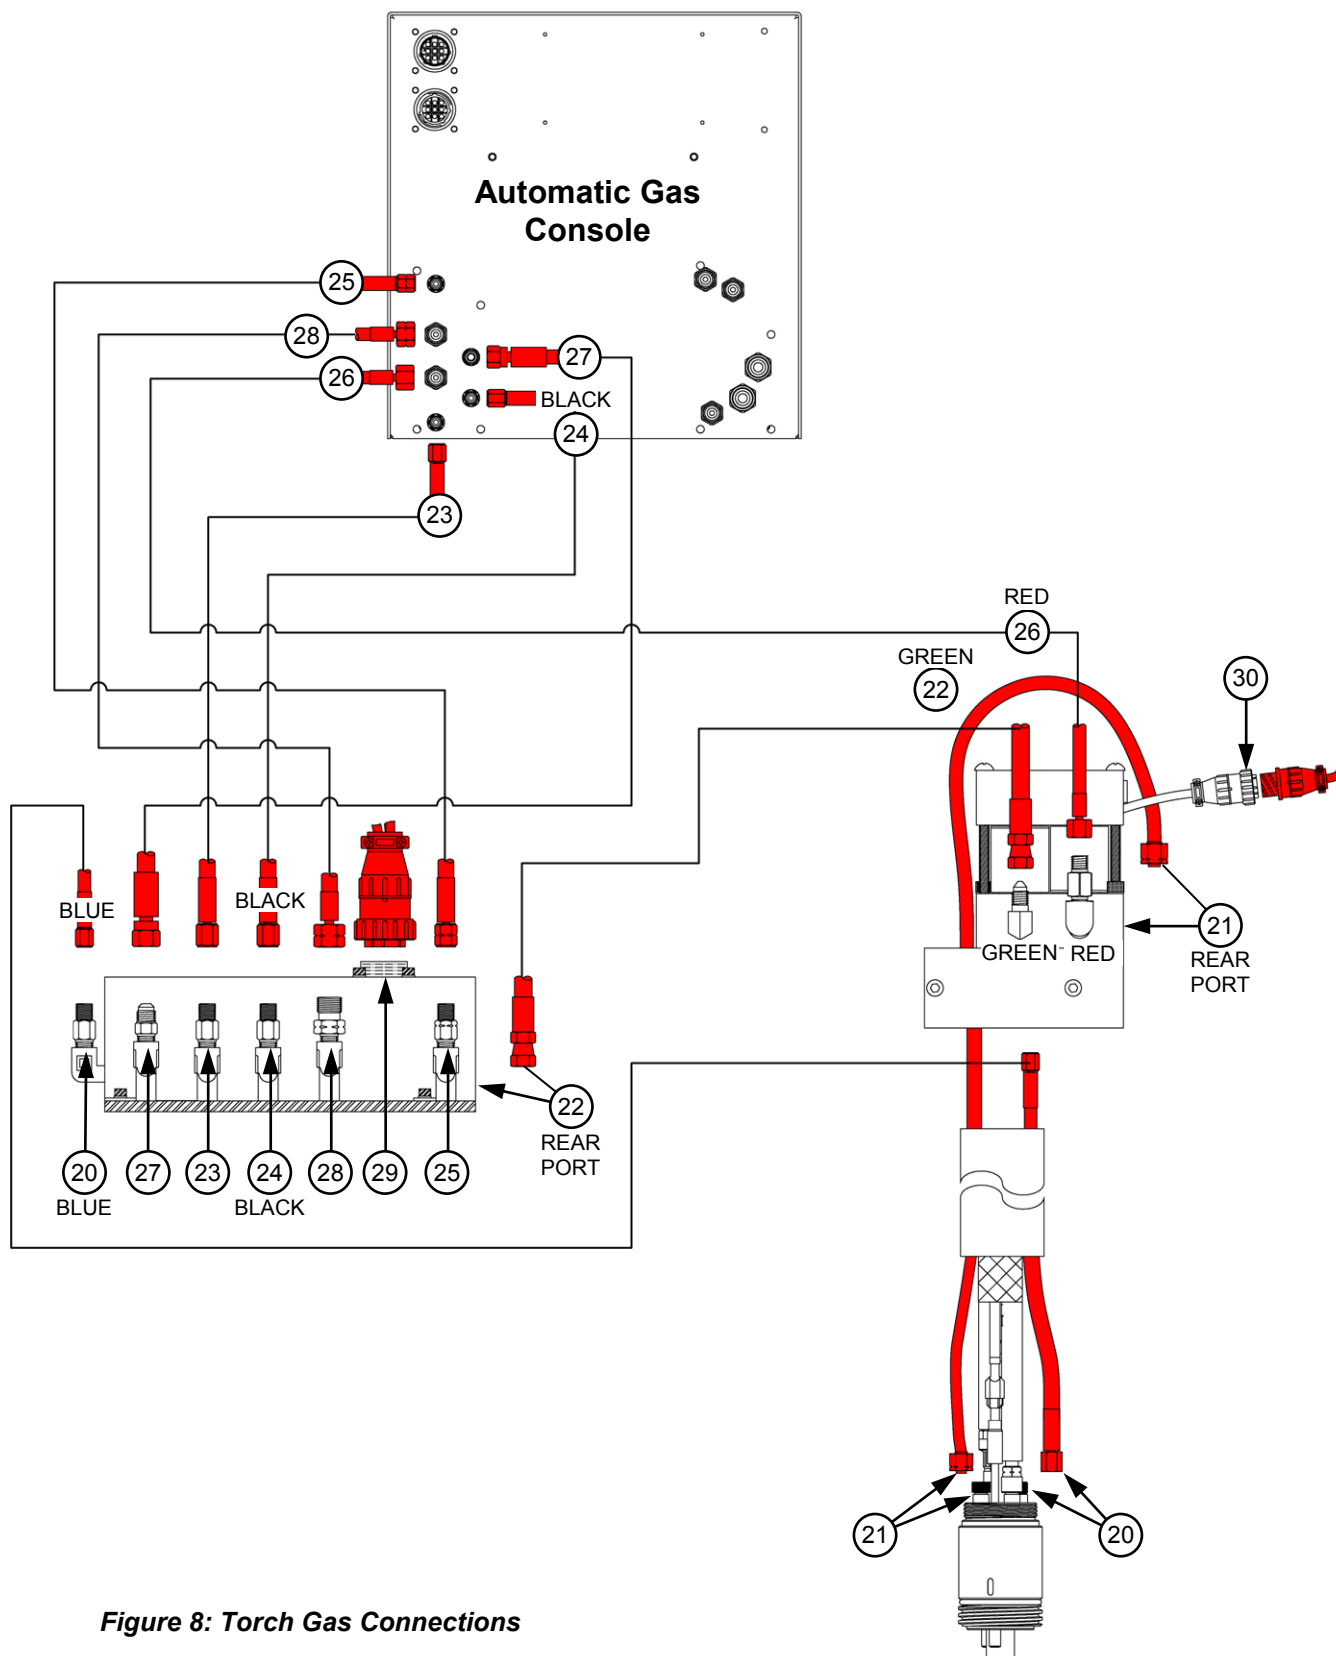 Automatic Gas
Console
25
28
27
26
BLACK
24
23
RED
26
GREEN
22
30
BLUE
BLACK
21
REAR
PORT
GREEN
RED
22
REAR
PORT
20
27
23
24
28
29
25
BLUE
BLACK
21
20
Figure 8: Torch Gas Connections